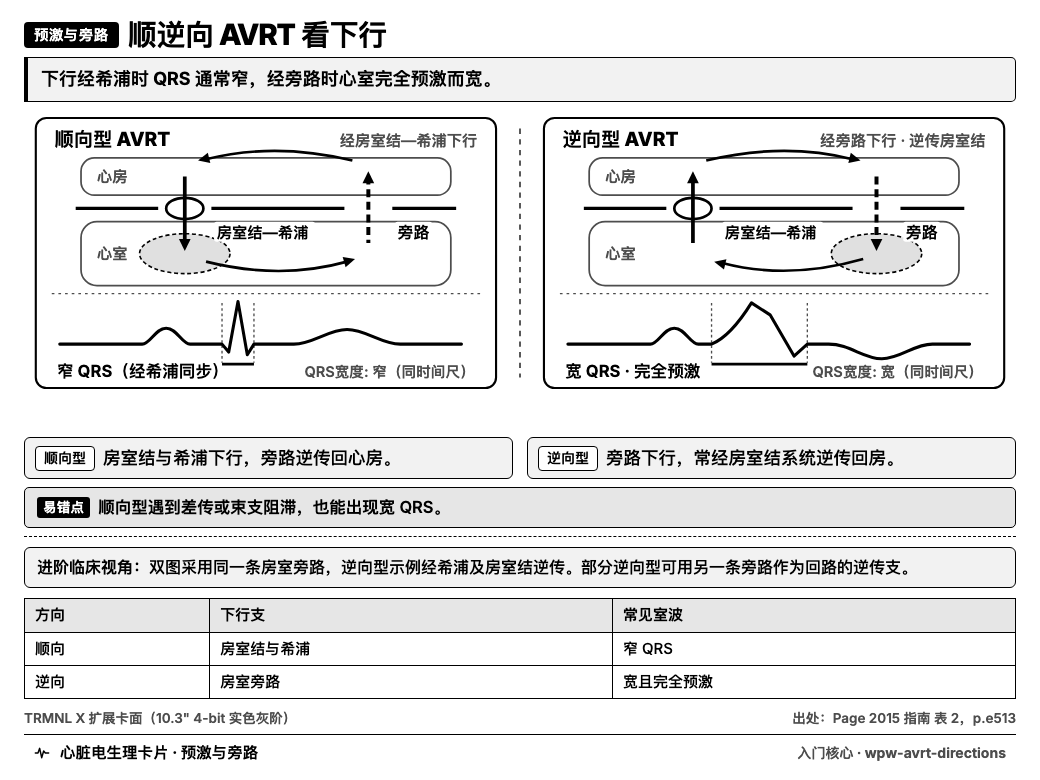 预激与旁路 顺逆向 AVRT 看下行
下行经希浦时 QRS 通常窄，经旁路时心室完全预激而宽。
顺向型 AVRT 经房室结—希浦下行
心房
房室结—希浦 旁路
心室
窄 QRS（经希浦同步） QRS宽度: 窄（同时间尺）
逆向型 AVRT 经旁路下行 · 逆传房室结
心房
房室结—希浦 旁路
心室
宽 QRS · 完全预激 QRS宽度: 宽（同时间尺）
顺向型 房室结与希浦下行，旁路逆传回心房。
逆向型 旁路下行，常经房室结系统逆传回房。
易错点 顺向型遇到差传或束支阻滞，也能出现宽 QRS。
进阶临床视角：双图采用同一条房室旁路，逆向型示例经希浦及房室结逆传。部分逆向型可用另一条旁路作为回路的逆传支。
方向 下行支 常见室波
顺向 房室结与希浦 窄 QRS
逆向 房室旁路 宽且完全预激
TRMNL X 扩展卡面（10.3" 4-bit 实色灰阶） 出处：Page 2015 指南 表 2，p.e513
心脏电生理卡片 · 预激与旁路 入门核心 · wpw-avrt-directions